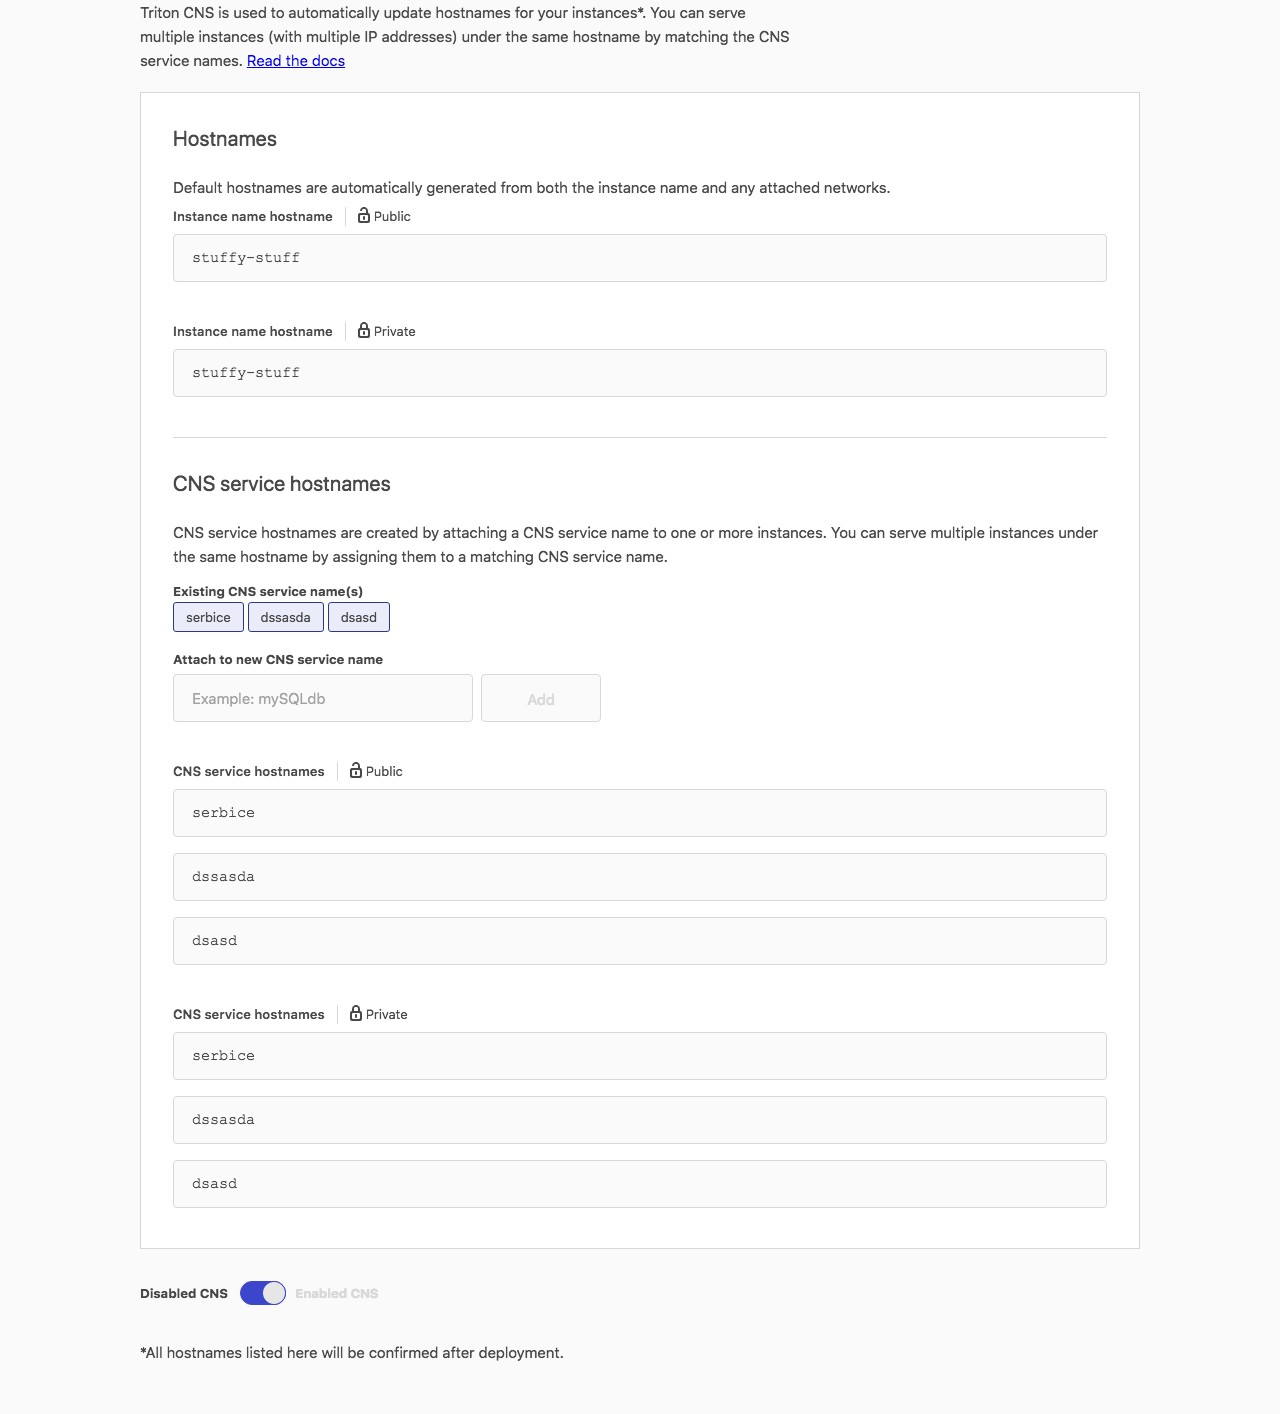 Triton CNS is used to automatically update hostnames for your instances*. You can serve
multiple instances (with multiple IP addresses) under the same hostname by matching the CNS
service names. Read the docs
Hostnames
Default hostnames are automatically generated from both the instance name and any attached networks.
Instance name hostname Public
stuffy-stuff
Instance name hostname Private
stuffy-stuff
CNS service hostnames
CNS service hostnames are created by attaching a CNS service name to one or more instances. You can serve multiple instances under
the same hostname by assigning them to a matching CNS service name.
Existing CNS service name(s)
serbice dssasda dsasd
Attach to new CNS service name
Example: mySQLdb Add
CNS service hostnames Public
serbice
dssasda
dsasd
CNS service hostnames Private
serbice
dssasda
dsasd
Disabled CNS Enabled CNS
*All hostnames listed here will be confirmed after deployment.